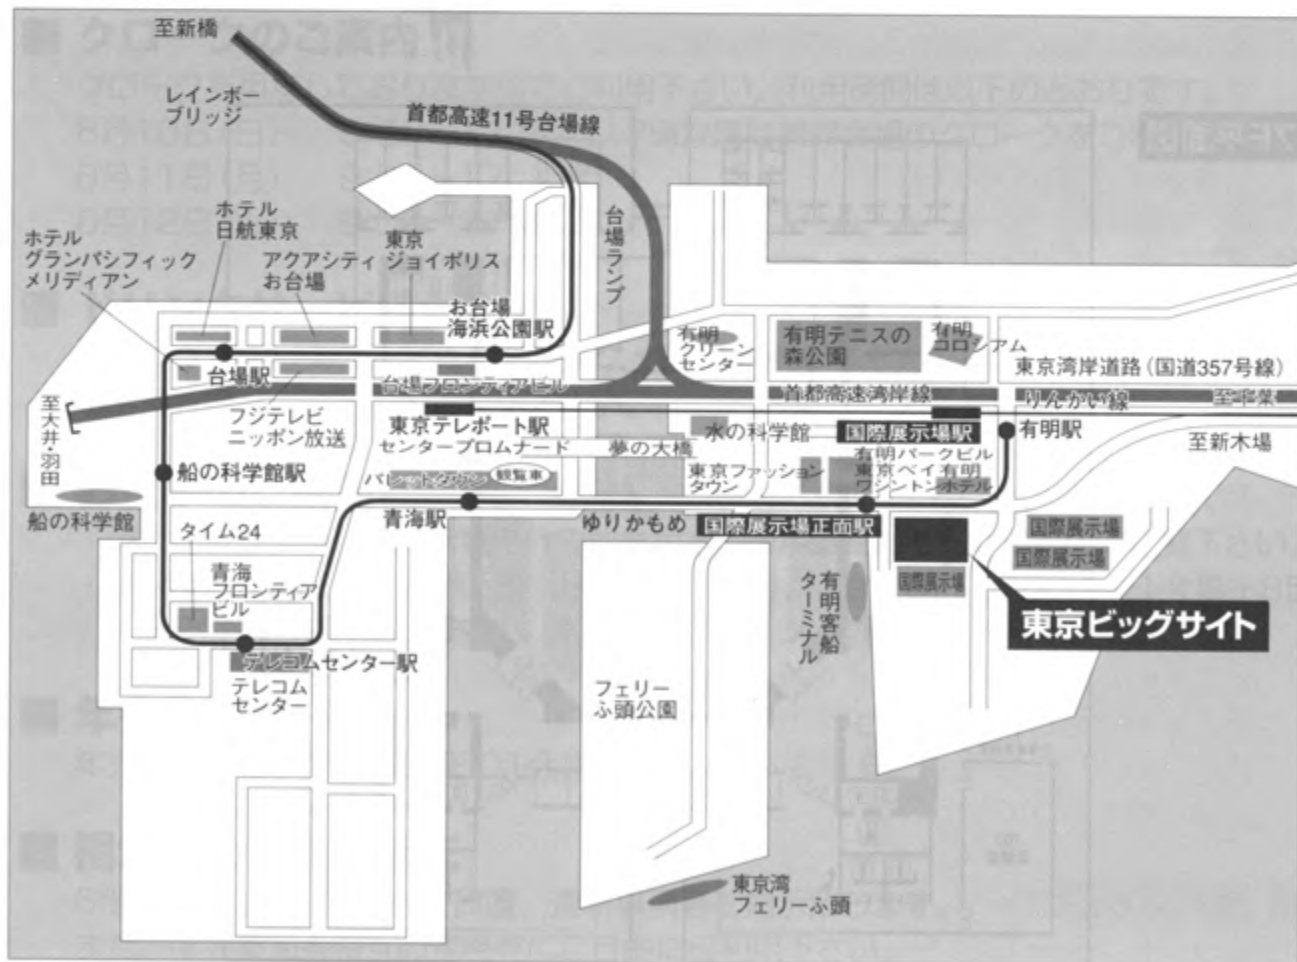 至新橋
レインボー
ブリッジ
首都高速11号台場線
ホテル
日航東京
ホテル
グランパシフィック
メリディアン
アクアシティ
お台場
東京
ジョイポリス
台場ランプ
お台場
海浜公園駅
有明
クリーン
センター
有明テニスの
森公園
有明
コロシアム
東京湾岸道路(国道357号線)
台場駅
台場フロンティアビル
首都高速湾岸線
りんかい線
至千葉
至大井・羽田
フジテレビ
ニッポン放送
東京テレポート駅
センタープロムナード
夢の大橋
水の科学館
国際展示場駅
有明駅
至新木場
船の科学館駅
パレットタウン
観覧車
東京ファッション
タウン
有明パークビル
東京ベイ有明
ワシントンホテル
船の科学館
青海駅
ゆりかもめ
国際展示場正面駅
国際展示場
国際展示場
国際展示場
タイム24
青海
フロンティア
ビル
有明客船
ターミナル
東京ビッグサイト
テレコムセンター駅
テレコム
センター
フェリー
ふ頭公園
東京湾
フェリーふ頭